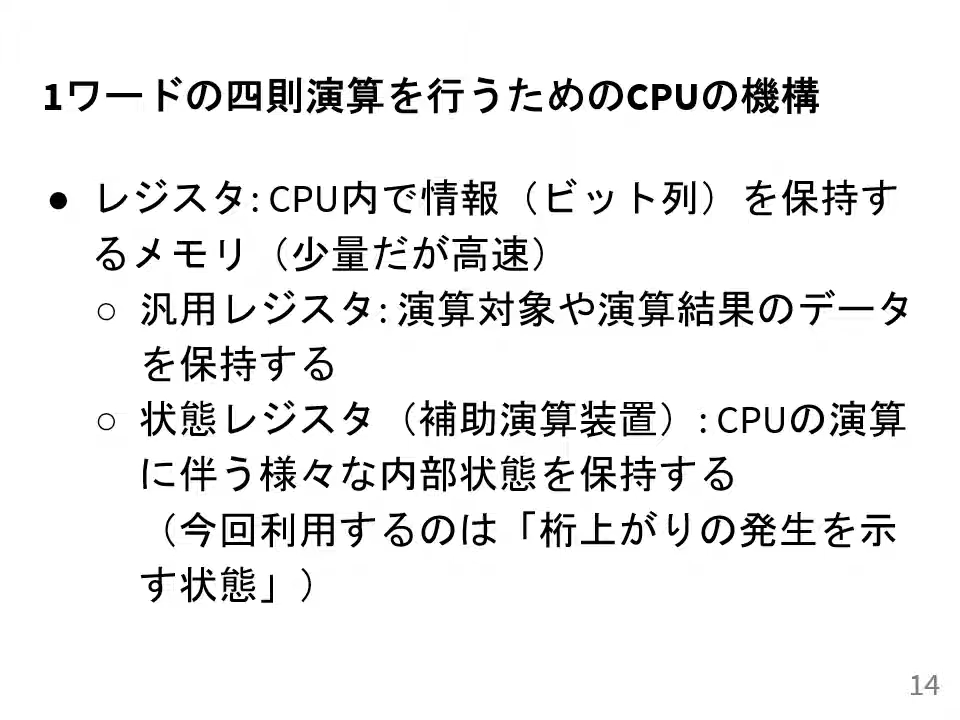 1ワードの四則演算を行うためのCPUの機構
● レジスタ: CPU内で情報（ビット列）を保持す
るメモリ（少量だが高速）
○ 汎用レジスタ: 演算対象や演算結果のデータ
を保持する
○ 状態レジスタ（補助演算装置）: CPUの演算
に伴う様々な内部状態を保持する
（今回利用するのは「桁上がりの発生を示
す状態」）
14